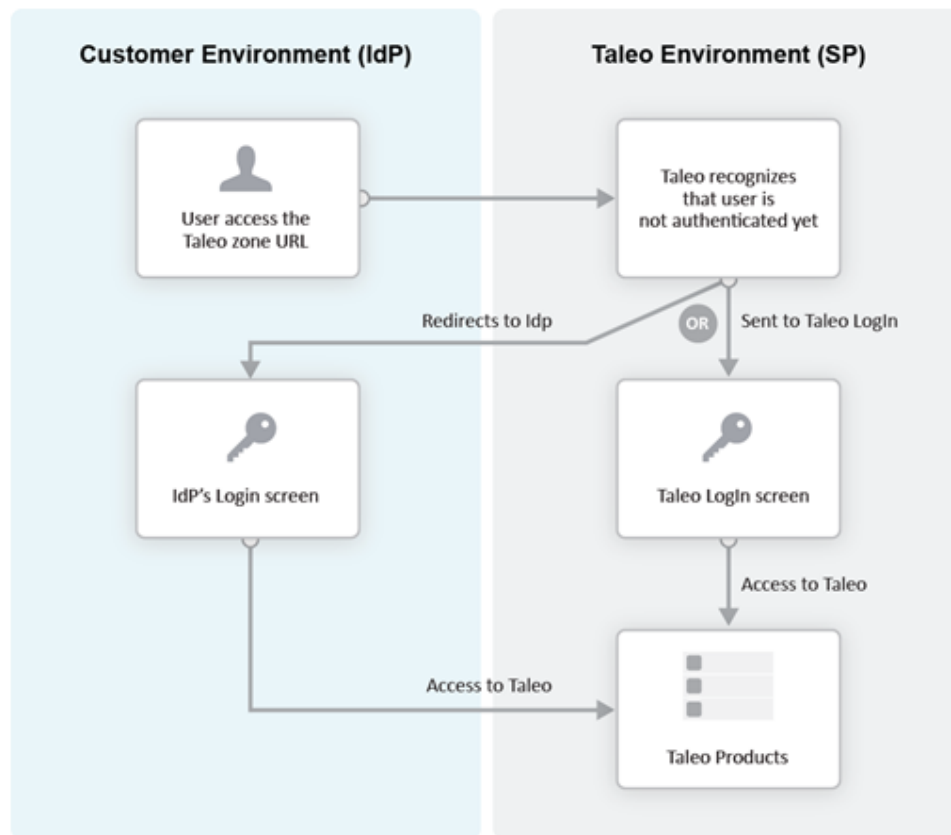 Customer Environment (IdP)
Taleo Environment (SP)
User access the
Taleo zone URL
Taleo recognizes
that user is
not authenticated yet
Redirects to Idp
OR
Sent to Taleo LogIn
IdP's Login screen
Taleo LogIn screen
Access to Taleo
Access to Taleo
Taleo Products